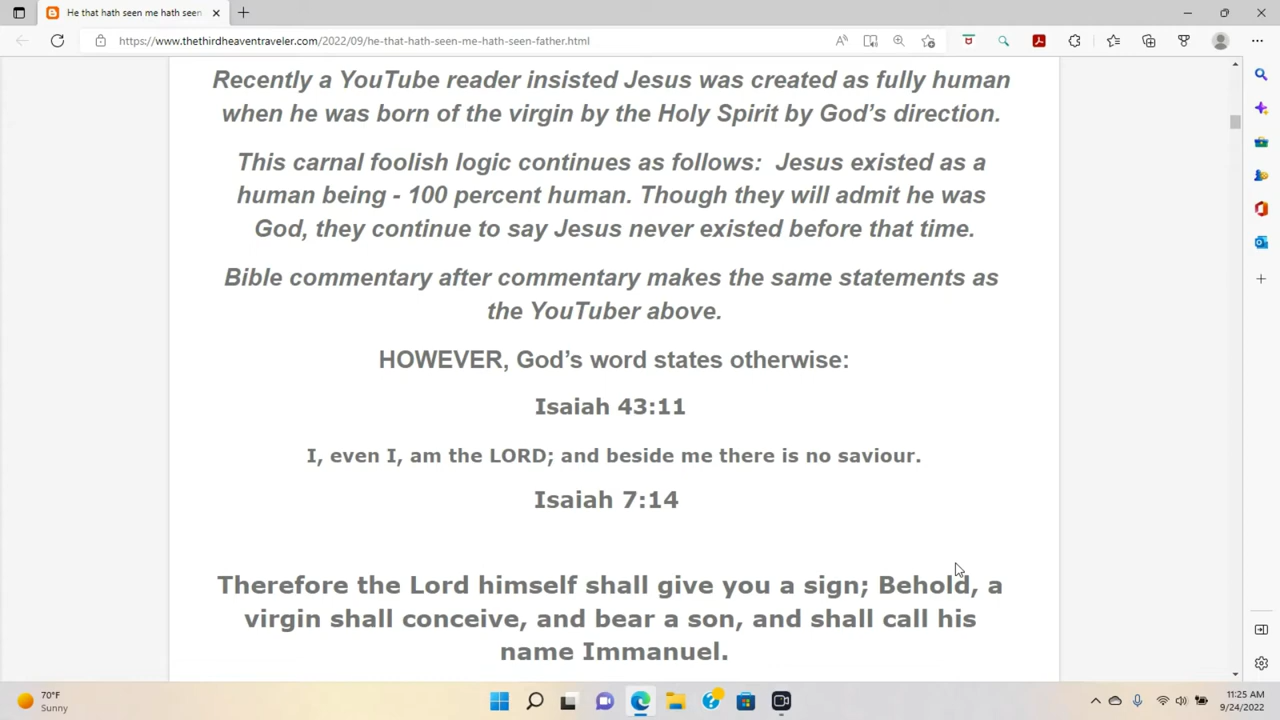 He that hath seen me hath seen
https://www.thethirdheaventraveler.com/2022/09/he-that-hath-seen-me-hath-seen-father.html
Recently a YouTube reader insisted Jesus was created as fully human
when he was born of the virgin by the Holy Spirit by God’s direction.
This carnal foolish logic continues as follows: Jesus existed as a
human being - 100 percent human. Though they will admit he was
God, they continue to say Jesus never existed before that time.
Bible commentary after commentary makes the same statements as
the YouTuber above.
HOWEVER, God’s word states otherwise:
Isaiah 43:11
I, even I, am the LORD; and beside me there is no saviour.
Isaiah 7:14
Therefore the Lord himself shall give you a sign; Behold, a
virgin shall conceive, and bear a son, and shall call his
name Immanuel.
70°F
Sunny
11:25 AM
9/24/2022